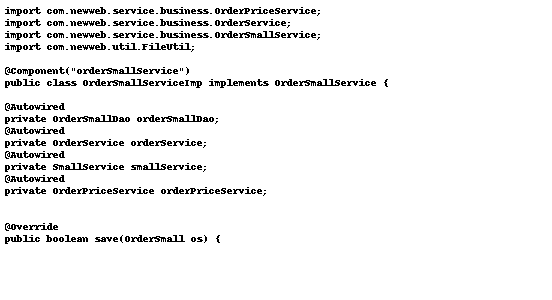 import com.newweb.service.business.OrderPriceService;
import com.newweb.service.business.OrderService;
import com.newweb.service.business.OrderSmallService;
import com.newweb.util.FileUtil;
@Component("orderSmallService")
public class OrderSmallServiceImp implements OrderSmallService {
@Autowired
private OrderSmallDao orderSmallDao;
@Autowired
private OrderService orderService;
@Autowired
private SmallService smallService;
@Autowired
private OrderPriceService orderPriceService;
@Override
public boolean save(OrderSmall os) {